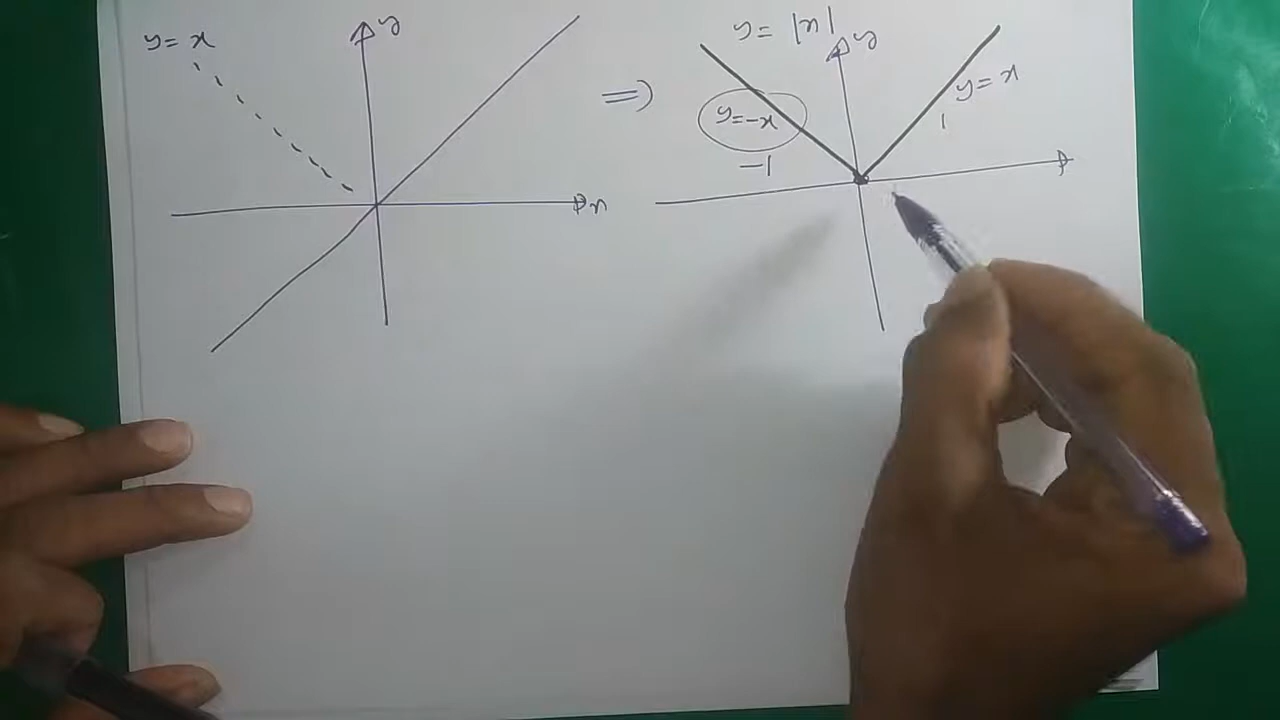 y = x
y
x
⇒
y = |x|
y
y = -x
-1
y = x
1